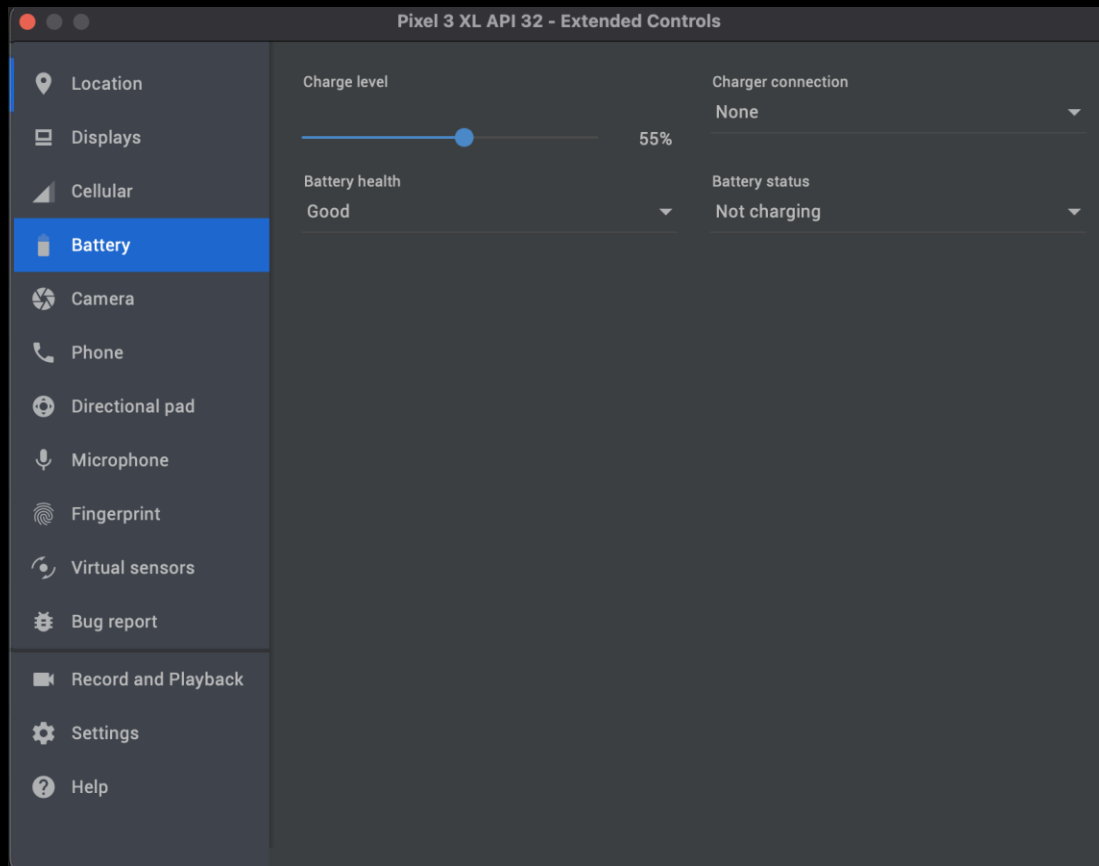 Pixel 3 XL API 32 - Extended Controls
Location
Displays
Cellular
Battery
Camera
Phone
Directional pad
Microphone
Fingerprint
Virtual sensors
Bug report
Record and Playback
Settings
Help
Charge level
55%
Charger connection
None
Battery health
Good
Battery status
Not charging